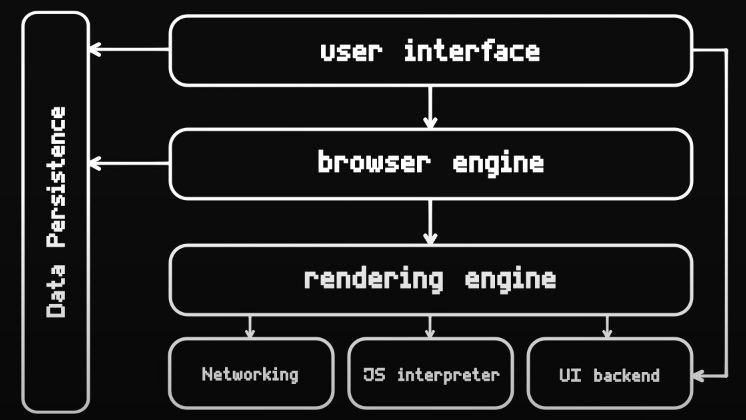 Data Persistence
user interface
browser engine
rendering engine
Networking
JS interpreter
UI backend